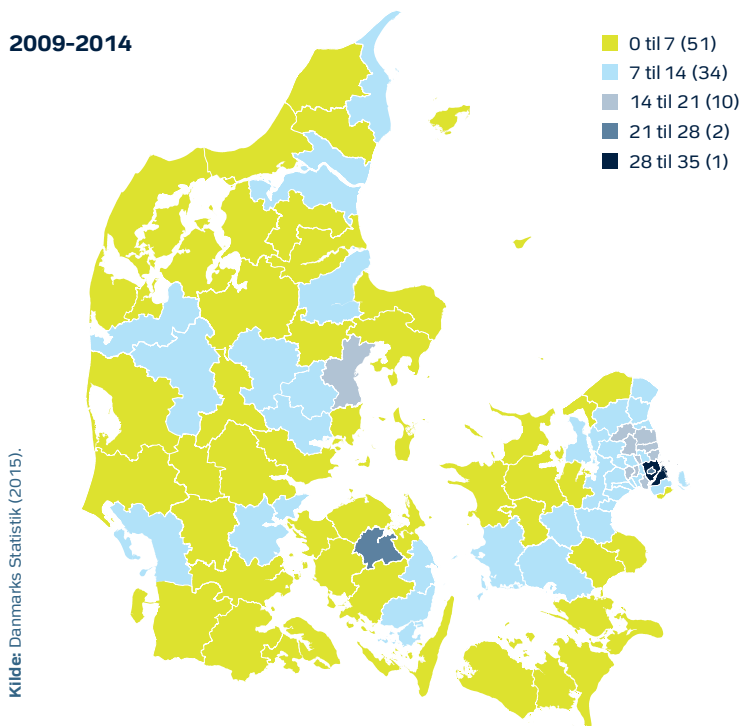 2009-2014
0 til 7 (51)
7 til 14 (34)
14 til 21 (10)
21 til 28 (2)
28 til 35 (1)
Kilde: Danmarks Statistik (2015).